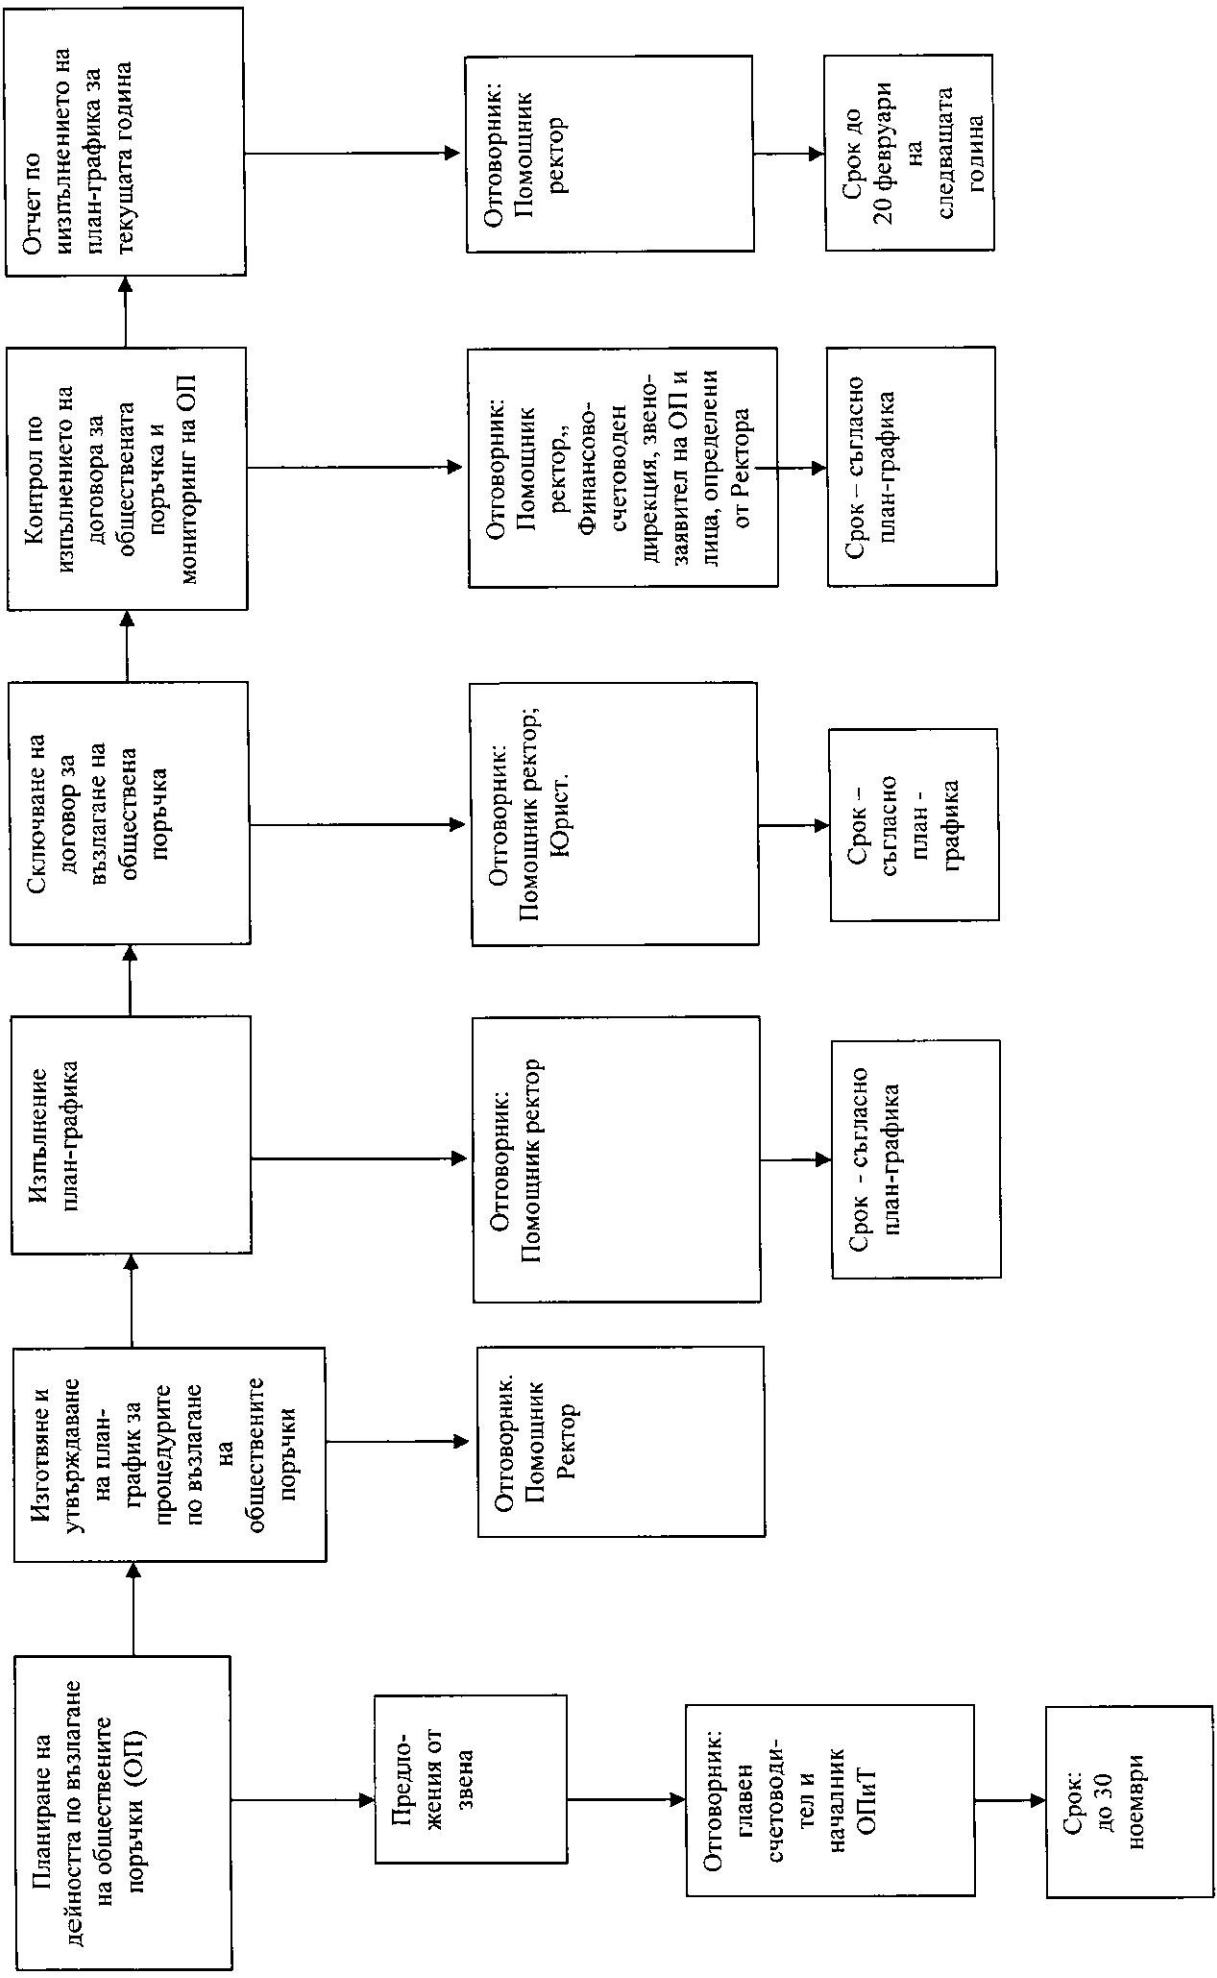 Планиране на
дейността по възлагане
на обществените
поръчки (ОП)
Предло-
жения от
звена
Отговорник:
главен
счетоводи-
тел и
началник
ОПиТ
Срок:
до 30
ноември
Изготвяне и
утвърждаване
на план-
график за
процедурите
по възлагане
на
обществените
поръчки
Отговорник.
Помощник
Ректор
Изпълнение
план-графика
Отговорник:
Помощник ректор
Срок - съгласно
план-графика
Сключване на
договор за
възлагане на
обществена
поръчка
Отговорник:
Помощник ректор;
Юрист.
Срок –
съгласно
план -
графика
Контрол по
изпълнението на
договора за
обществената
поръчка и
мониторинг на ОП
Отговорник:
Помощник
ректор,,
Финансово-
счетоводен
дирекция, звено-
заявител на ОП и
лица, определени
от Ректора
Срок – съгласно
план-графика
Отчет по
иизпълнението на
план-графика за
текущата година
Отговорник:
Помощник
ректор
Срок до
20 февруари
на
следващата
година